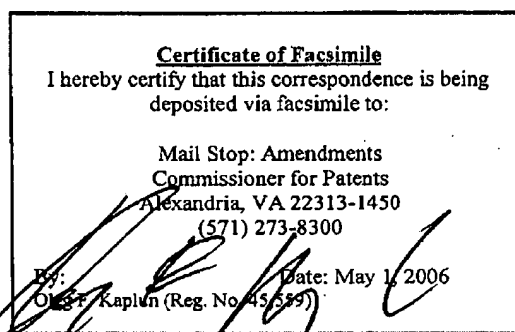 Certificate of Facsimile
I hereby certify that this correspondence is being
deposited via facsimile to:
Mail Stop: Amendments
Commissioner for Patents
Alexandria, VA 22313-1450
(571) 273-8300
By: Date: May 1, 2006
Oleg F. Kaplun (Reg. No. 45,559)